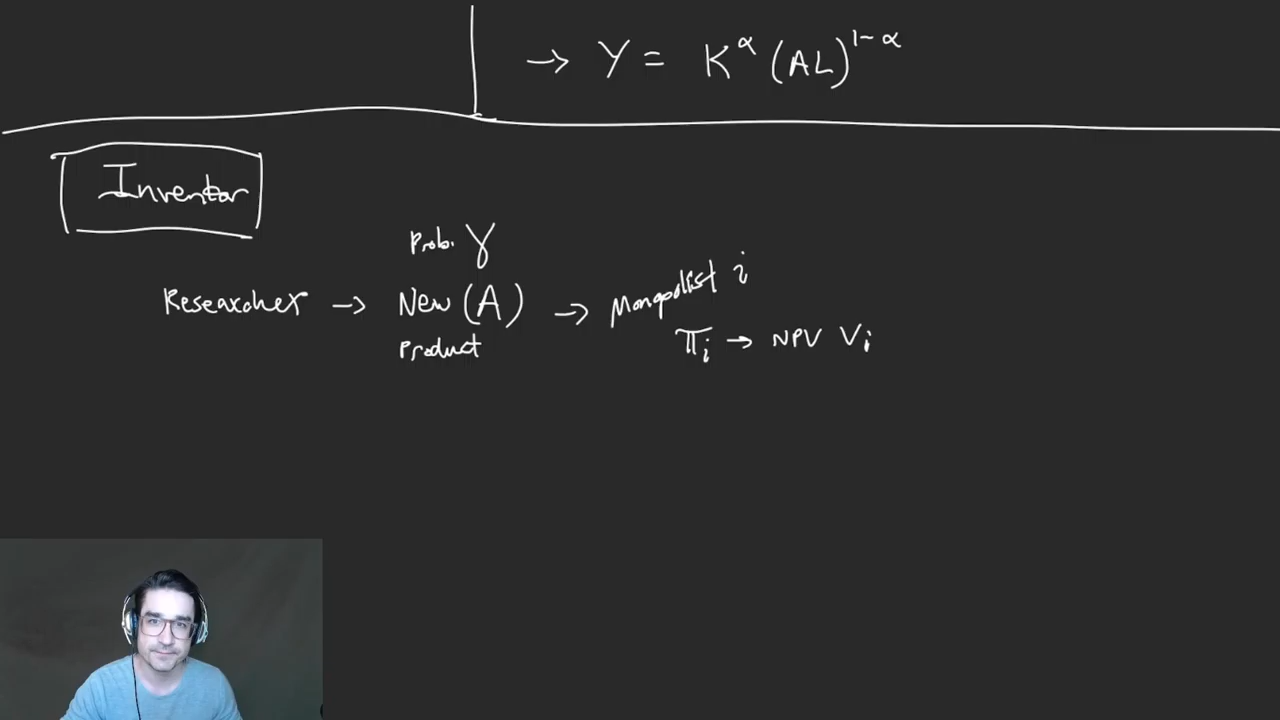 → Y = K^α (AL)^{1-α}
Inventor
Prob. γ
Researcher → New (A) → Monopolist i
Product
π_i → NPV V_i